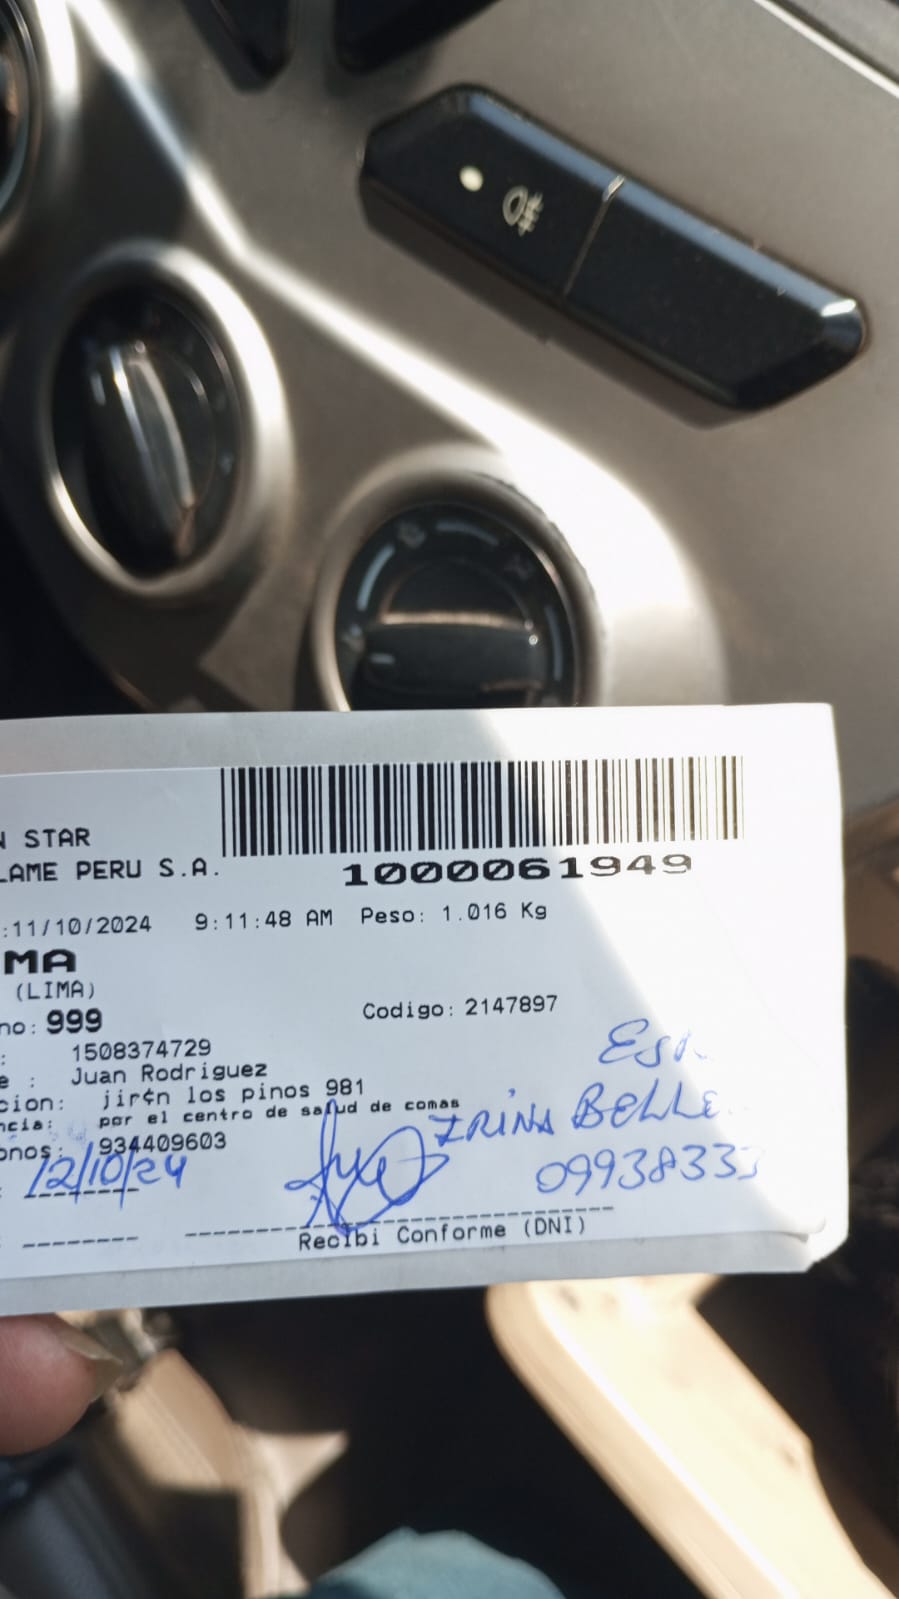 N STAR
LAME PERU S.A.
1000061949
:11/10/2024 9:11:48 AM Peso: 1.016 Kg
MA
(LIMA)
no: 999 Codigo: 2147897
: 1508374729
e : Juan Rodriguez
cion: jir¢n los pinos 981
ncia: por el centro de salud de comas
onos: 934409603
12/10/24
IRINA BELLE
09938333
Recibi Conforme (DNI)